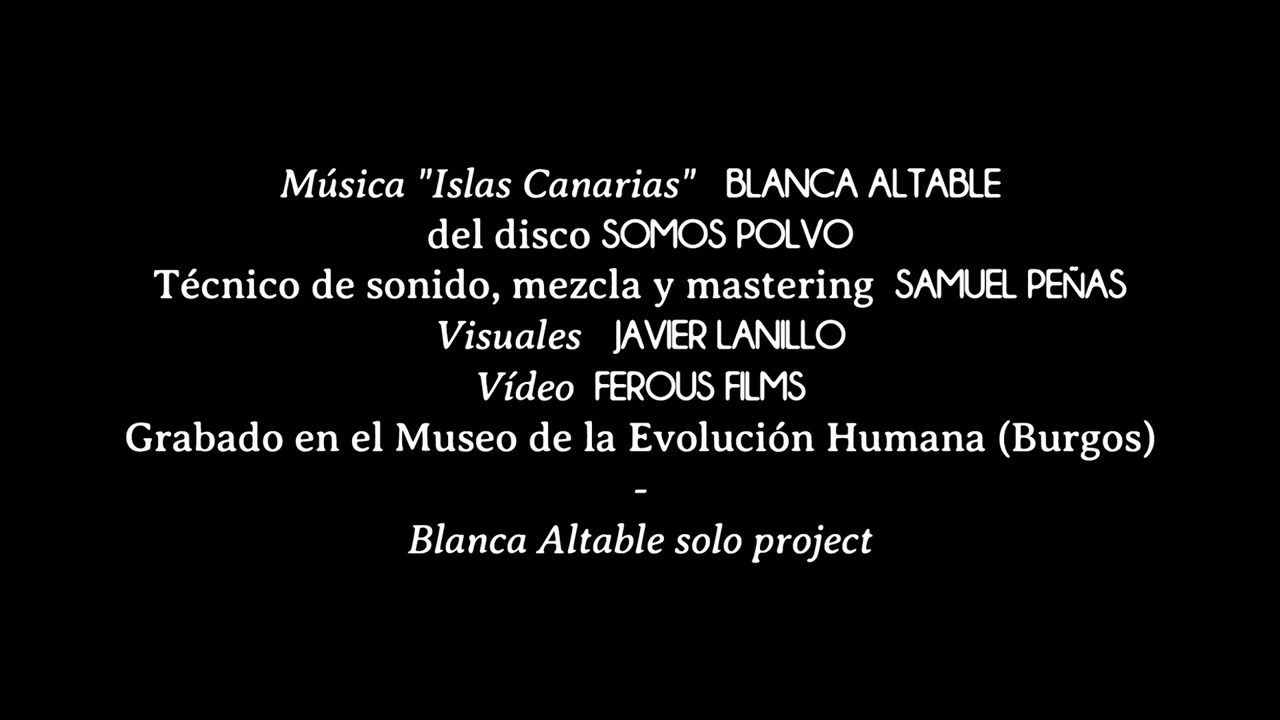 Música "Islas Canarias" BLANCA ALTABLE
del disco SOMOS POLVO
Técnico de sonido, mezcla y mastering SAMUEL PEÑAS
Visuales JAVIER LANILLO
Vídeo FEROUS FILMS
Grabado en el Museo de la Evolución Humana (Burgos)
-
Blanca Altable solo project